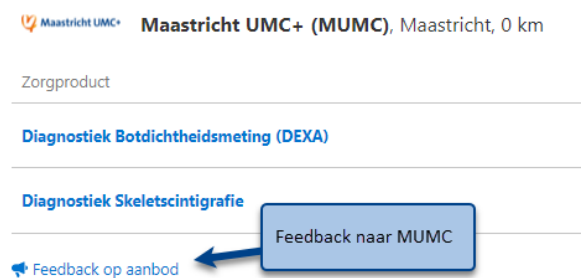 Maastricht UMC+ Maastricht UMC+ (MUMC), Maastricht, 0 km
Zorgproduct
Diagnostiek Botdichtheidsmeting (DEXA)
Diagnostiek Skeletscintigrafie
Feedback naar MUMC
Feedback op aanbod